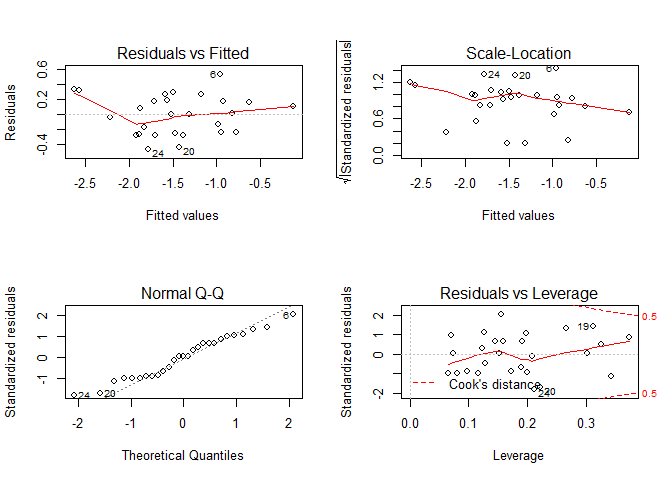 Residuals vs Fitted
Residuals
-0.4 0.2 0.6
6
24
20
-2.5 -2.0 -1.5 -1.0 -0.5
Fitted values
Scale-Location
√|Standardized residuals|
0.0 0.6 1.2
6
24
20
-2.5 -2.0 -1.5 -1.0 -0.5
Fitted values
Normal Q-Q
Standardized residuals
-1 0 1 2
6
24
20
-2 -1 0 1 2
Theoretical Quantiles
Residuals vs Leverage
Standardized residuals
-2 0 1 2
19
24
20
Cook's distance
0.5
0.5
0.0 0.1 0.2 0.3
Leverage